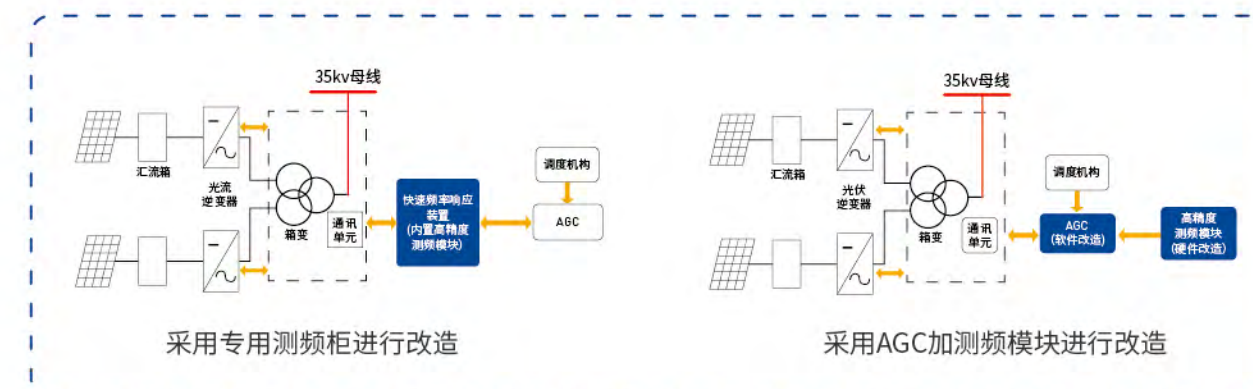 35kv母线
汇流箱
光流
逆变器
箱变
通讯
单元
快速频率响应
装置
(内置高精度
测频模块)
调度机构
AGC
采用专用测频柜进行改造
35kv母线
汇流箱
光伏
逆变器
箱变
通讯
单元
调度机构
AGC
(软件改造)
高精度
测频模块
(硬件改造)
采用AGC加测频模块进行改造